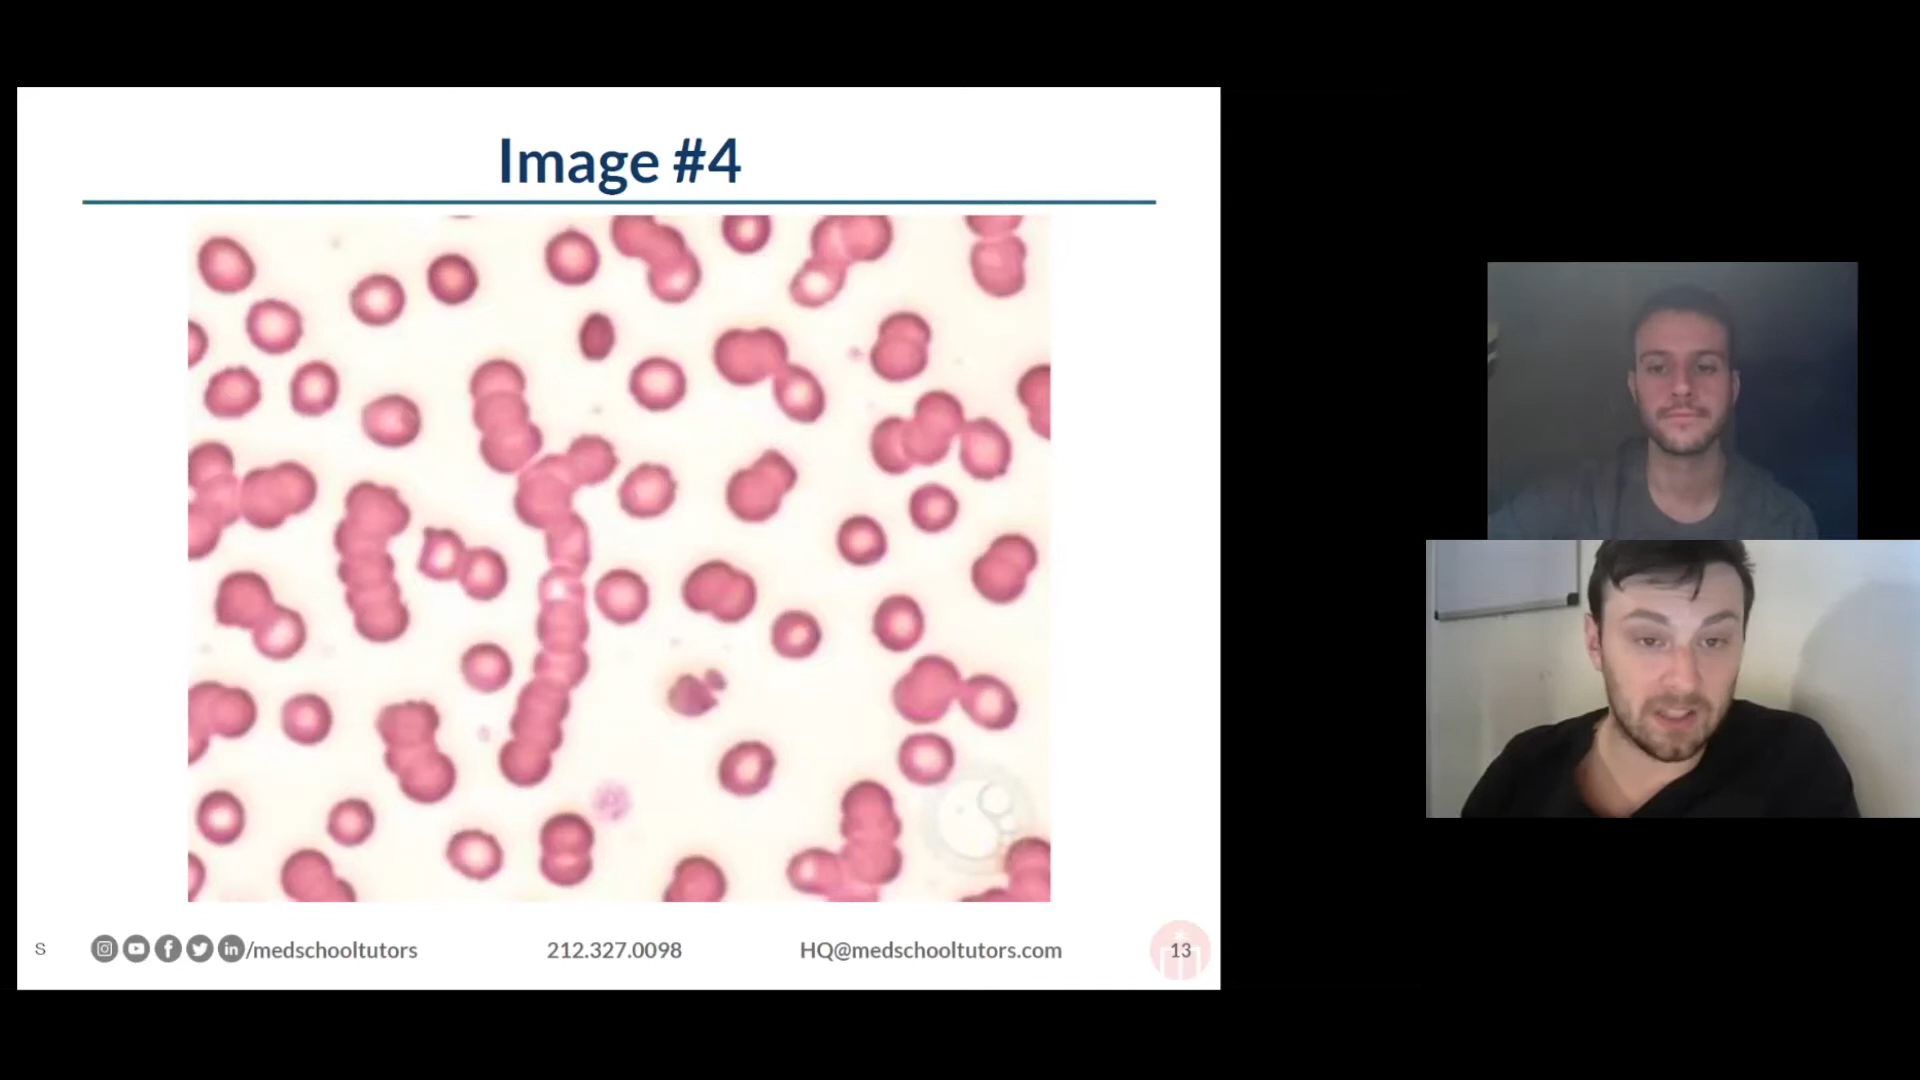 Image #4
S
/medschooltutors
212.327.0098
HQ@medschooltutors.com
13